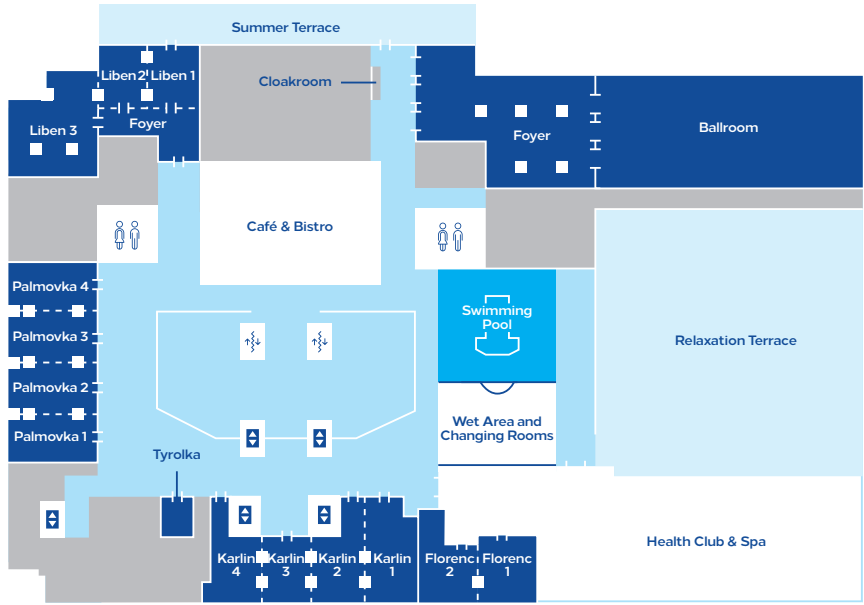 Summer Terrace
Liben 2
Liben 1
Cloakroom
Foyer
Liben 3
Foyer
Ballroom
Café & Bistro
Palmovka 4
Swimming
Pool
Palmovka 3
Relaxation Terrace
Palmovka 2
Wet Area and
Changing Rooms
Palmovka 1
Tyrolka
Health Club & Spa
Karlin
4
Karlin
3
Karlin
2
Karlin
1
Florenc
2
Florenc
1